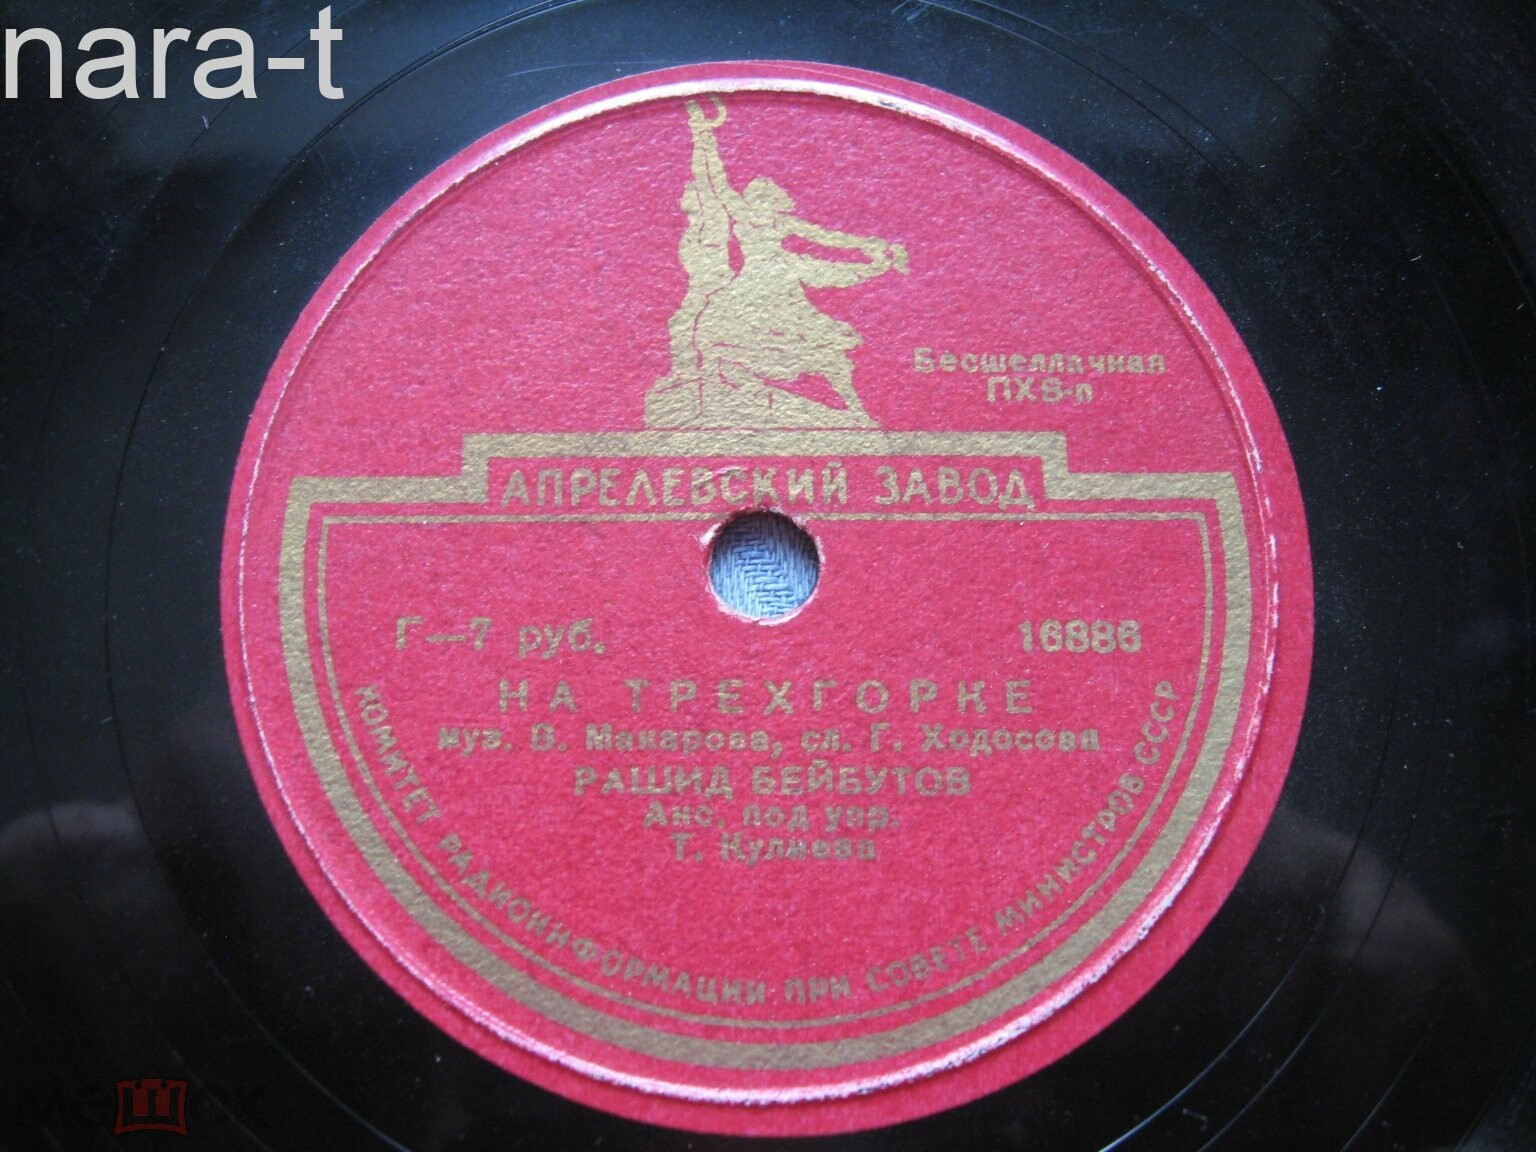 nara-t
Бесшеллачная
ПХS-п
АПРЕЛЕВСКИЙ ЗАВОД
Г—7 руб.
16886
НА ТРЕХГОРКЕ
муз. В. Макарова, сл. Г. Ходосова
РАШИД БЕЙБУТОВ
Анс. под упр.
Т. Кулиева
КОМИТЕТ РАДИОИНФОРМАЦИИ ПРИ СОВЕТЕ МИНИСТРОВ СССР